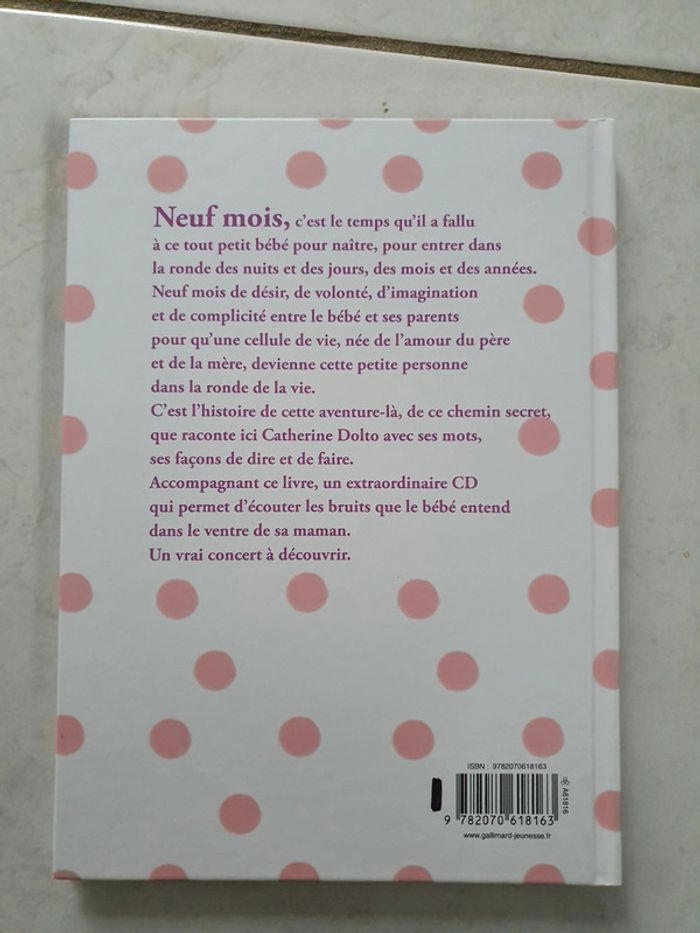 Neuf mois, c'est le temps qu'il a fallu
à ce tout petit bébé pour naître, pour entrer dans
la ronde des nuits et des jours, des mois et des années.
Neuf mois de désir, de volonté, d'imagination
et de complicité entre le bébé et ses parents
pour qu'une cellule de vie, née de l'amour du père
et de la mère, devienne cette petite personne
dans la ronde de la vie.
C'est l'histoire de cette aventure-là, de ce chemin secret,
que raconte ici Catherine Dolto avec ses mots,
ses façons de dire et de faire.
Accompagnant ce livre, un extraordinaire CD
qui permet d'écouter les bruits que le bébé entend
dans le ventre de sa maman.
Un vrai concert à découvrir.
ISBN : 9782070618163
A61816
9 782070 618163
www.gallimard-jeunesse.fr